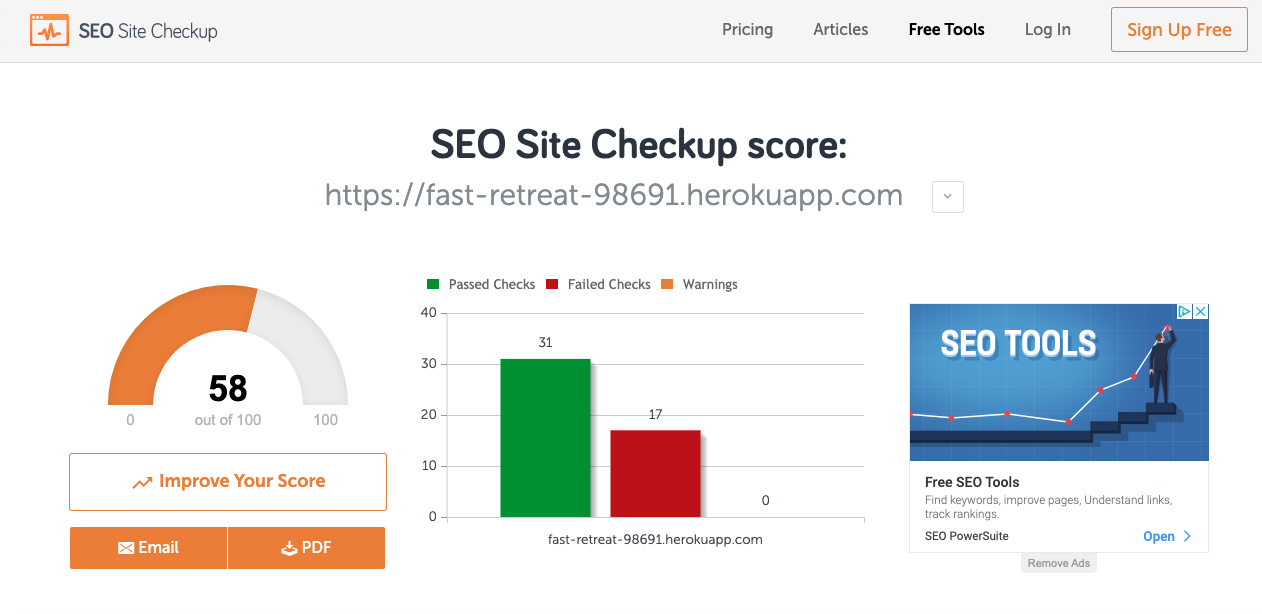 SEO Site Checkup
Pricing
Articles
Free Tools
Log In
Sign Up Free
SEO Site Checkup score:
https://fast-retreat-98691.herokuapp.com
58
0
out of 100
100
Improve Your Score
Email
PDF
Passed Checks
Failed Checks
Warnings
40
30
20
10
0
31
17
0
fast-retreat-98691.herokuapp.com
SEO TOOLS
Free SEO Tools
Find keywords, improve pages, Understand links,
track rankings.
SEO PowerSuite
Open
Remove Ads